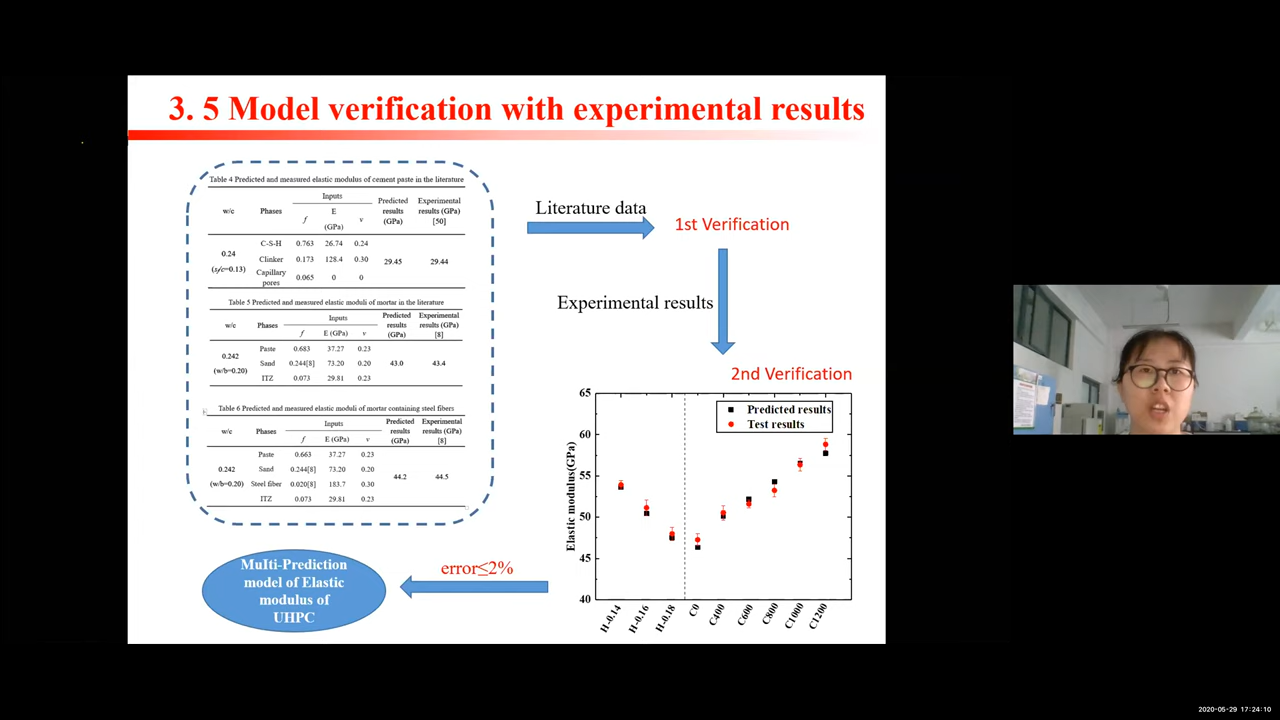 3. 5 Model verification with experimental results
Table 4 Predicted and measured elastic modulus of cement paste in the literature
w/c Phases Inputs Predicted results (GPa) Experimental results (GPa) [50]
f E (GPa) v
0.24 (s/c=0.13)
C-S-H 0.763 26.74 0.24
Clinker 0.173 128.4 0.30 29.45 29.44
Capillary pores 0.065 0 0
Table 5 Predicted and measured elastic moduli of mortar in the literature
w/c Phases Inputs Predicted results (GPa) Experimental results (GPa) [8]
f E (GPa) v
0.242 (w/b=0.20)
Paste 0.683 37.27 0.23
Sand 0.244[8] 73.20 0.20 43.0 43.4
ITZ 0.073 29.81 0.23
Table 6 Predicted and measured elastic moduli of mortar containing steel fibers
w/c Phases Inputs Predicted results (GPa) Experimental results (GPa) [8]
f E (GPa) v
0.242 (w/b=0.20)
Paste 0.663 37.27 0.23
Sand 0.244[8] 73.20 0.20
Steel fiber 0.020[8] 183.7 0.30 44.2 44.5
ITZ 0.073 29.81 0.23
Literature data
1st Verification
Experimental results
2nd Verification
Predicted results
Test results
Elastic modulus(GPa)
65
60
55
50
45
40
H-0.14 H-0.16 H-0.18 C0 C400 C600 C800 C1000 C1200
error≤2%
MuIti-Prediction
model of Elastic
modulus of
UHPC
2020-05-29 17:24:10